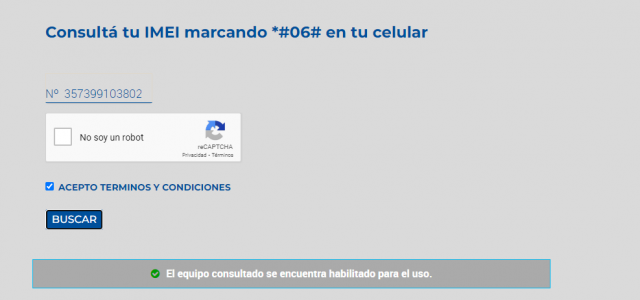 Consultá tu IMEI marcando *#06# en tu celular
Nº 357399103802
No soy un robot
reCAPTCHA
Privacidad - Términos
ACEPTO TERMINOS Y CONDICIONES
BUSCAR
El equipo consultado se encuentra habilitado para el uso.